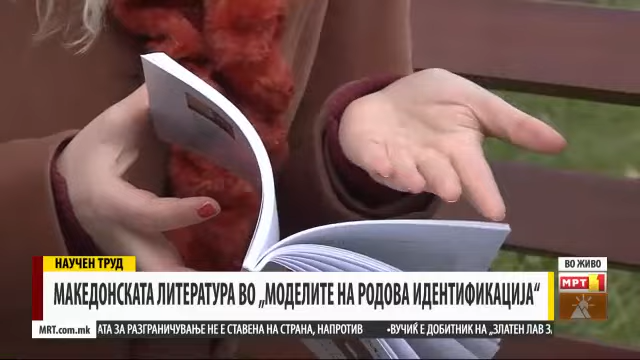 НАУЧЕН ТРУД
ВО ЖИВО
МАКЕДОНСКАТА ЛИТЕРАТУРА ВО „МОДЕЛИТЕ НА РОДОВА ИДЕНТИФИКАЦИЈА“
МРТ 1
MRT.com.mk
АТА ЗА РАЗГРАНИЧУВАЊЕ НЕ Е СТАВЕНА НА СТРАНА, НАПРОТИВ •ВУЧИЌ Е ДОБИТНИК НА „ЗЛАТЕН ЛАВ З